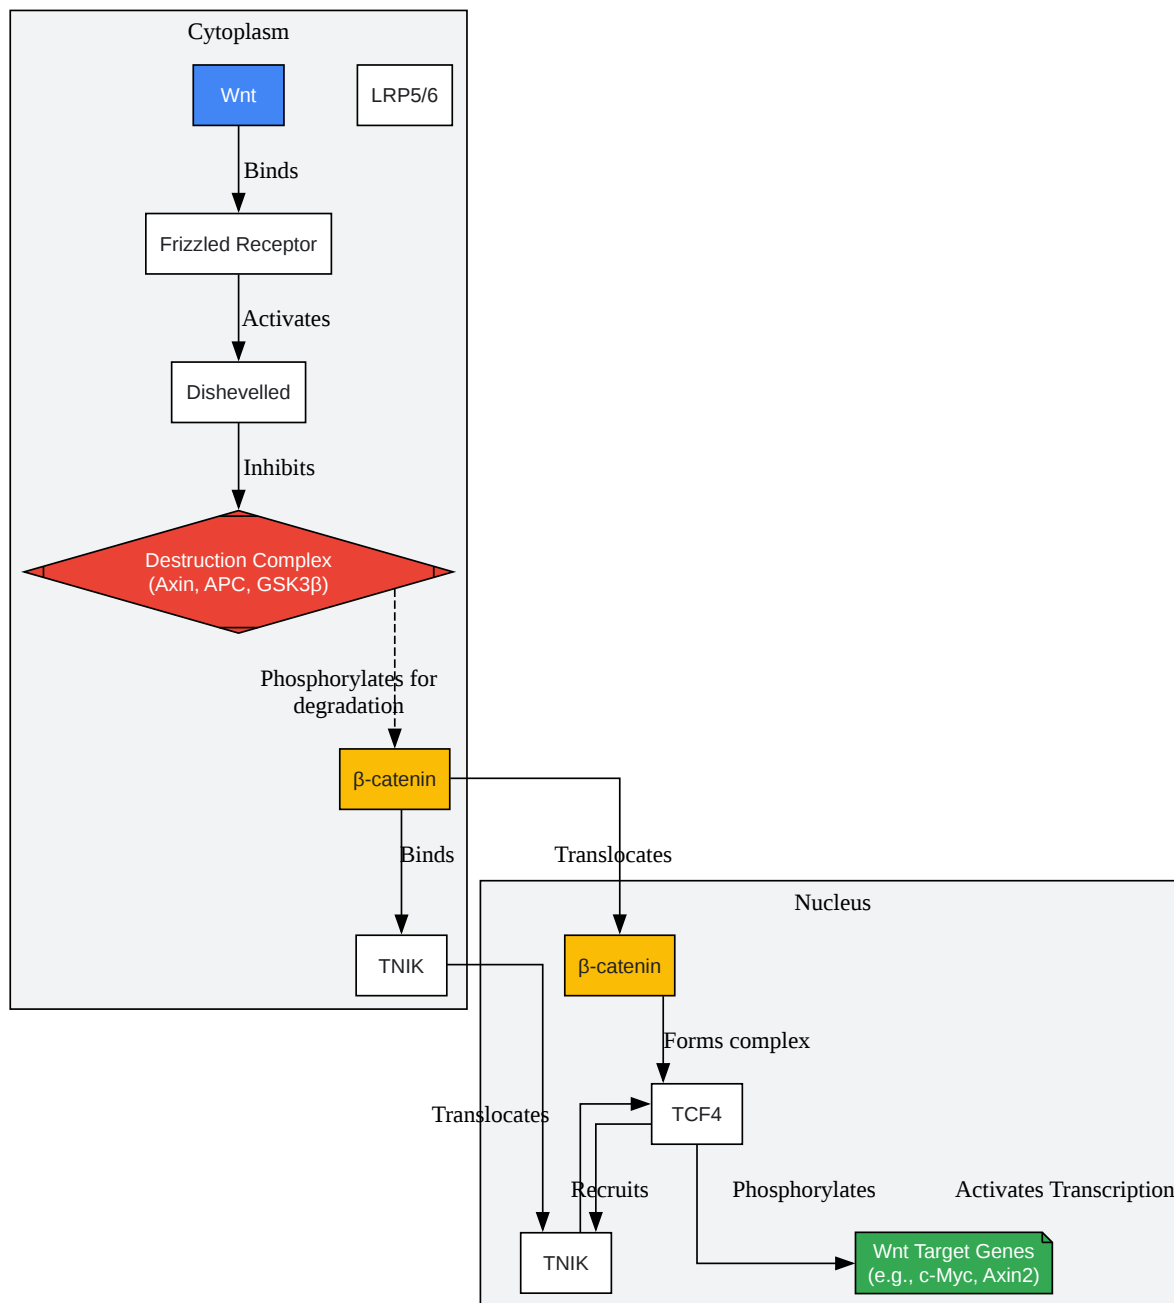 Cytoplasm
Wnt
LRP5/6
Binds
Frizzled Receptor
Activates
Dishevelled
Inhibits
Destruction Complex
(Axin, APC, GSK3β)
Phosphorylates for
degradation
β-catenin
Binds
Translocates
Nucleus
TNIK
β-catenin
Forms complex
Translocates
TCF4
Recruits
Phosphorylates
Activates Transcription
TNIK
Wnt Target Genes
(e.g., c-Myc, Axin2)